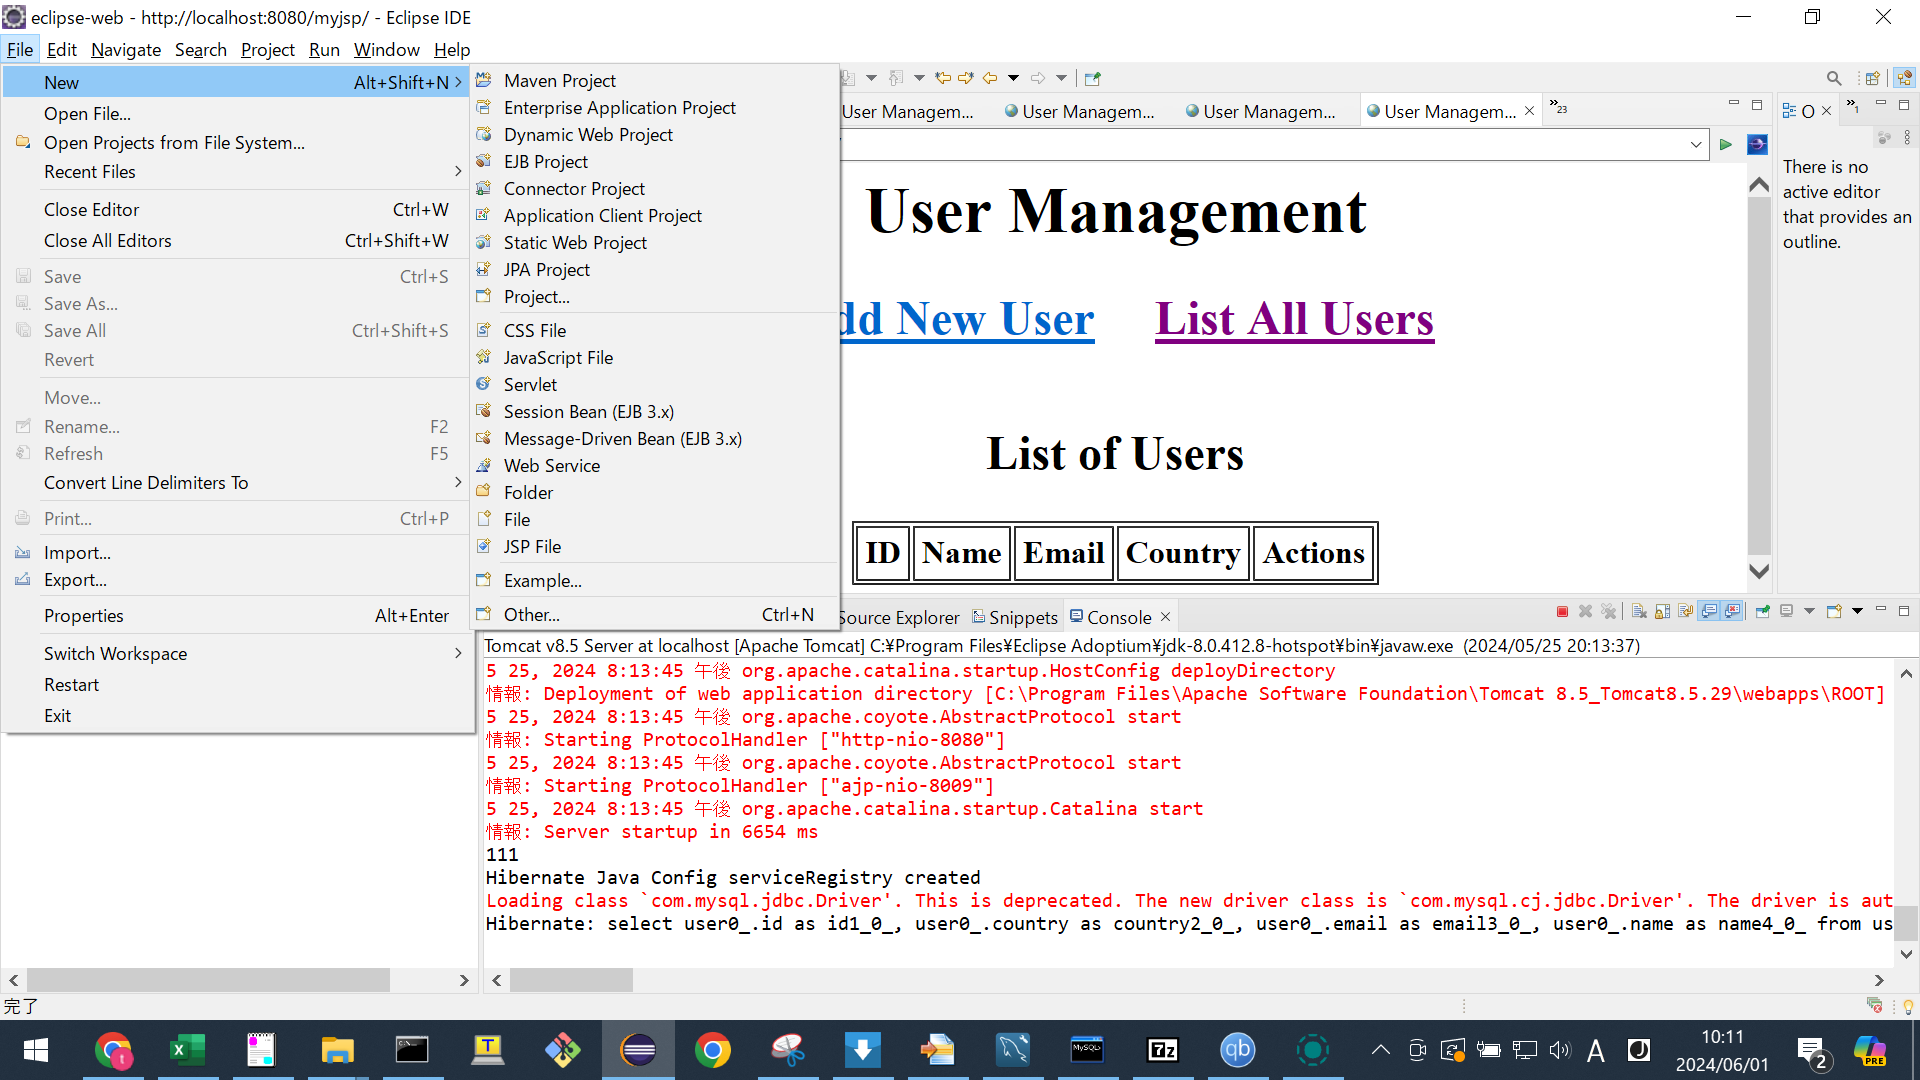 eclipse-web - http://localhost:8080/myjsp/ - Eclipse IDE
File Edit Navigate Search Project Run Window Help
New Alt+Shift+N
Open File...
Open Projects from File System...
Recent Files
Close Editor Ctrl+W
Close All Editors Ctrl+Shift+W
Save Ctrl+S
Save As...
Save All Ctrl+Shift+S
Revert
Move...
Rename... F2
Refresh F5
Convert Line Delimiters To
Print... Ctrl+P
Import...
Export...
Properties Alt+Enter
Switch Workspace
Restart
Exit
Maven Project
Enterprise Application Project
Dynamic Web Project
EJB Project
Connector Project
Application Client Project
Static Web Project
JPA Project
Project...
CSS File
JavaScript File
Servlet
Session Bean (EJB 3.x)
Message-Driven Bean (EJB 3.x)
Web Service
Folder
File
JSP File
Example...
Other... Ctrl+N
User Managem... User Managem... User Managem... User Managem... 23
O 1
There is no
active editor
that provides an
outline.
User Management
dd New User List All Users
List of Users
ID Name Email Country Actions
Source Explorer Snippets Console
Tomcat v8.5 Server at localhost [Apache Tomcat] C:¥Program Files¥Eclipse Adoptium¥jdk-8.0.412.8-hotspot¥bin¥javaw.exe (2024/05/25 20:13:37)
5 25, 2024 8:13:45 午後 org.apache.catalina.startup.HostConfig deployDirectory
情報: Deployment of web application directory [C:\Program Files\Apache Software Foundation\Tomcat 8.5_Tomcat8.5.29\webapps\ROOT]
5 25, 2024 8:13:45 午後 org.apache.coyote.AbstractProtocol start
情報: Starting ProtocolHandler ["http-nio-8080"]
5 25, 2024 8:13:45 午後 org.apache.coyote.AbstractProtocol start
情報: Starting ProtocolHandler ["ajp-nio-8009"]
5 25, 2024 8:13:45 午後 org.apache.catalina.startup.Catalina start
情報: Server startup in 6654 ms
111
Hibernate Java Config serviceRegistry created
Loading class `com.mysql.jdbc.Driver'. This is deprecated. The new driver class is `com.mysql.cj.jdbc.Driver'. The driver is aut
Hibernate: select user0_.id as id1_0_, user0_.country as country2_0_, user0_.email as email3_0_, user0_.name as name4_0_ from us
完了
t X T MySQL 7z qb A J 10:11 2 PRE
2024/06/01